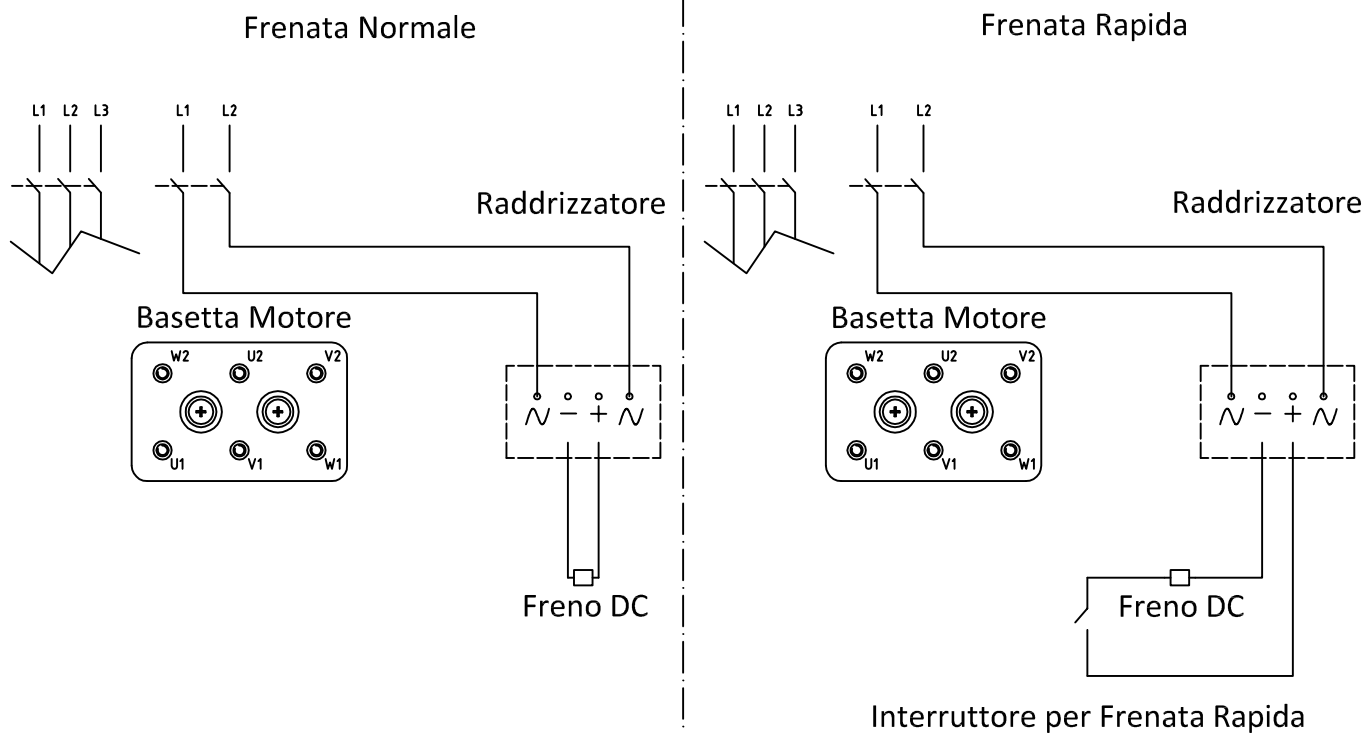 Frenata Normale
L1 L2 L3 L1 L2
Raddrizzatore
Basetta Motore
W2 U2 V2
U1 V1 W1
∿ − + ∿
Freno DC
Frenata Rapida
L1 L2 L3 L1 L2
Raddrizzatore
Basetta Motore
W2 U2 V2
U1 V1 W1
∿ − + ∿
Freno DC
Interruttore per Frenata Rapida